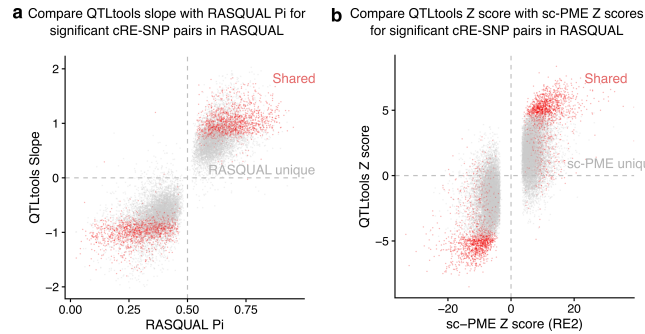 a Compare QTLtools slope with RASQUAL Pi for
significant cRE-SNP pairs in RASQUAL
Shared
RASQUAL unique
2
1
0
−1
−2
QTLtools Slope
0.00 0.25 0.50 0.75
RASQUAL Pi
b Compare QTLtools Z score with sc-PME Z scores
for significant cRE-SNP pairs in RASQUAL
Shared
sc-PME uniqu
5
0
−5
QTLtools Z score
−20 0 20
sc-PME Z score (RE2)